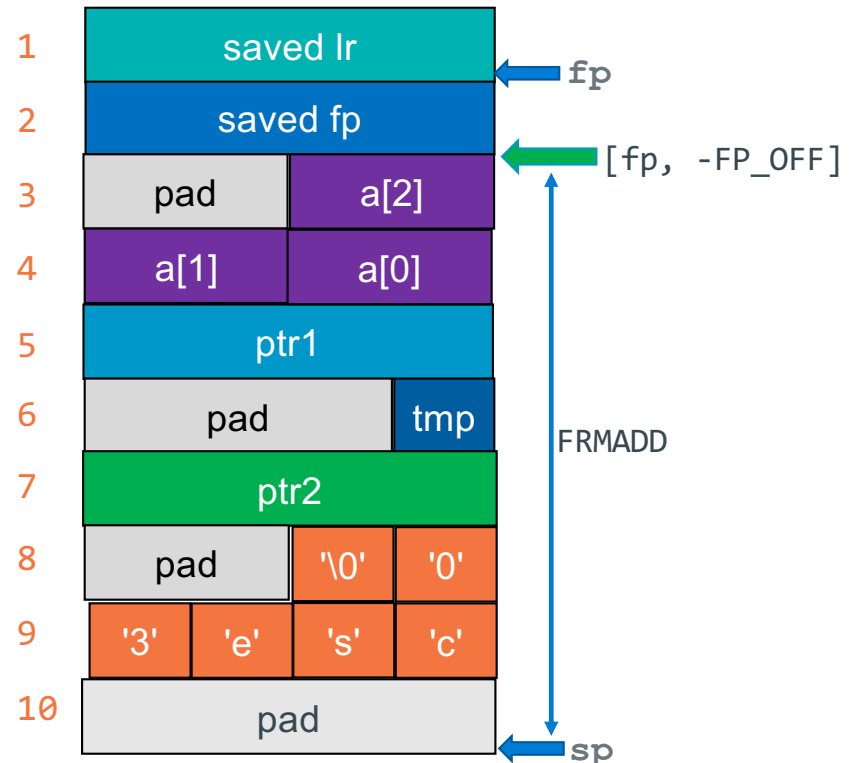 1 saved lr
fp
2 saved fp
[fp, -FP_OFF]
3 pad a[2]
4 a[1] a[0]
5 ptr1
6 pad tmp
FRMADD
7 ptr2
8 pad '\0' '0'
9 '3' 'e' 's' 'c'
10 pad
sp